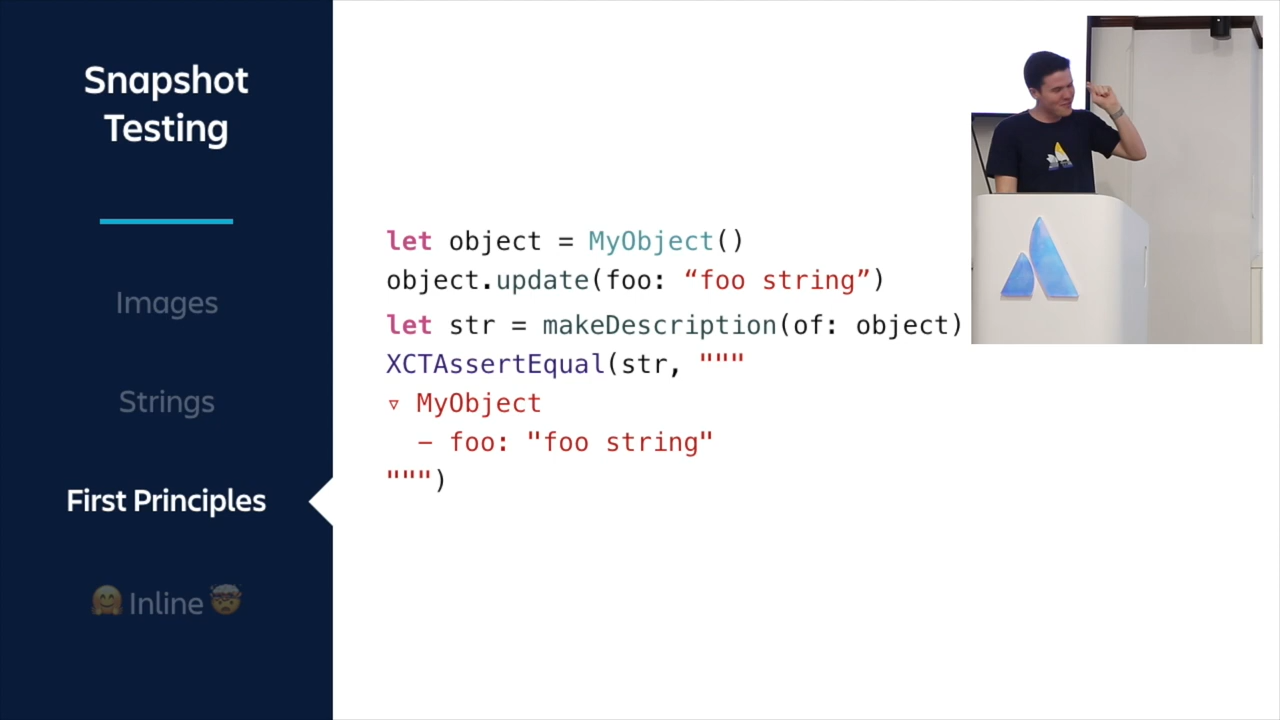 Snapshot
Testing
Images
Strings
First Principles
🤗 Inline 🤯
let object = MyObject()
object.update(foo: “foo string”)
let str = makeDescription(of: object)
XCTAssertEqual(str, """
▿ MyObject
  – foo: "foo string"
""")